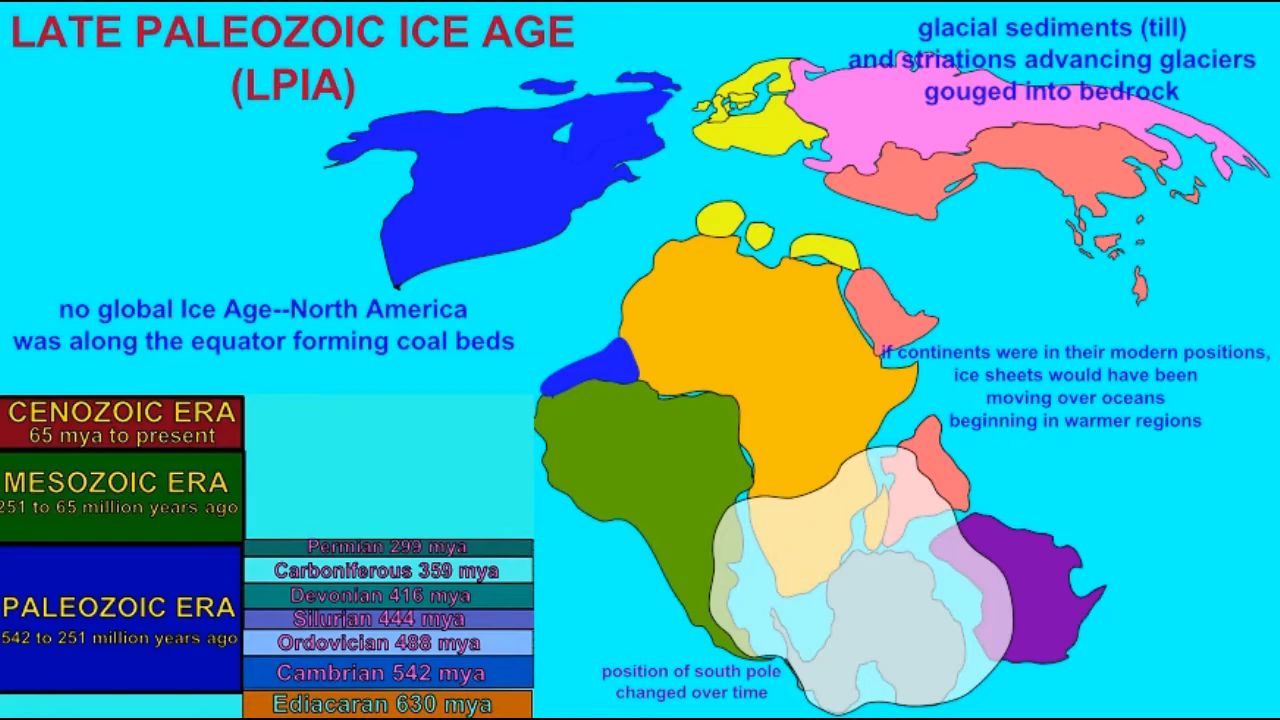 LATE PALEOZOIC ICE AGE
(LPIA)
glacial sediments (till)
and striations advancing glaciers
gouged into bedrock
no global Ice Age--North America
was along the equator forming coal beds
if continents were in their modern positions,
ice sheets would have been
moving over oceans
beginning in warmer regions
CENOZOIC ERA
65 mya to present
MESOZOIC ERA
251 to 65 million years ago
PALEOZOIC ERA
542 to 251 million years ago
Permian 299 mya
Carboniferous 359 mya
Devonian 416 mya
Silurian 444 mya
Ordovician 488 mya
Cambrian 542 mya
Ediacaran 630 mya
position of south pole
changed over time